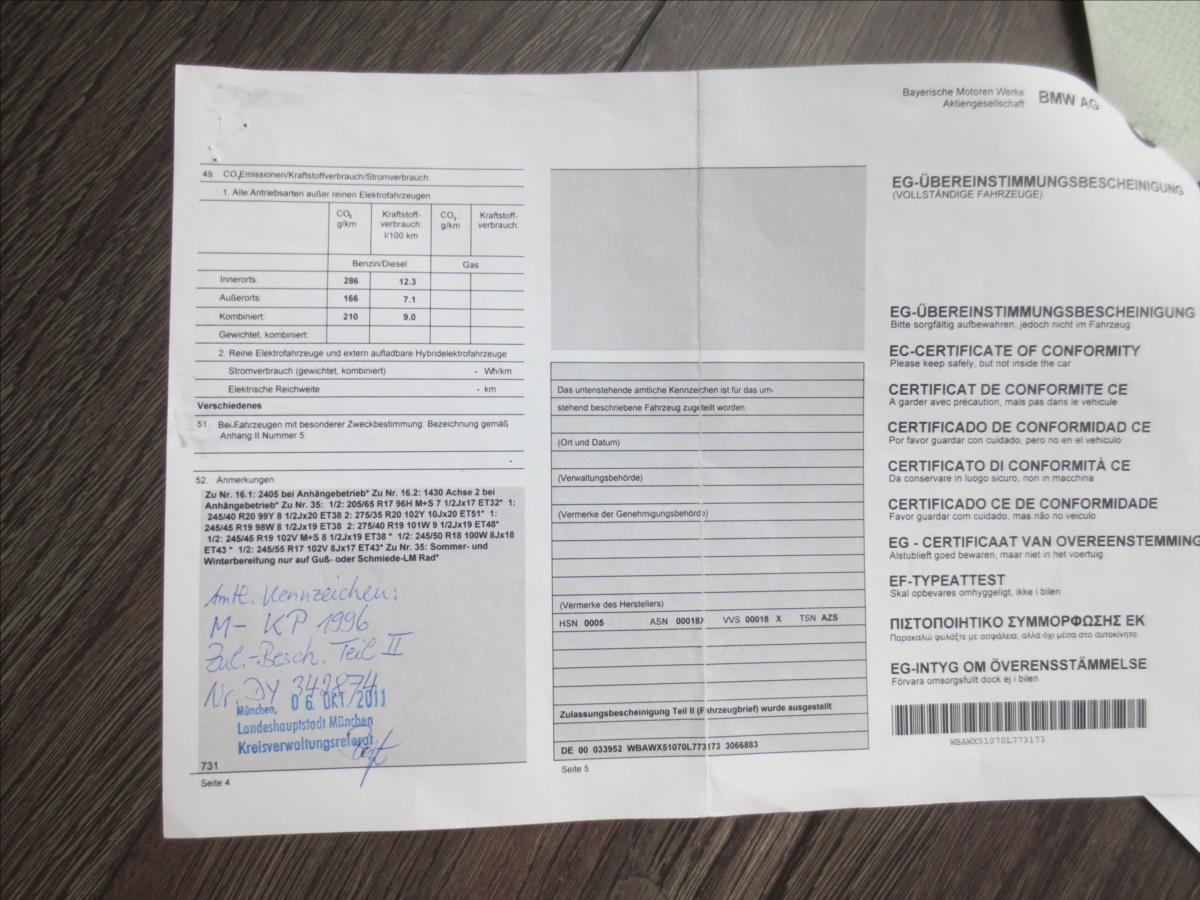 49. CO₂Emissionen/Kraftstoffverbrauch/Stromverbrauch:
1. Alle Antriebsarten außer reinen Elektrofahrzeugen
CO₂ : g/km Kraftstoff-verbrauch: l/100 km CO₂ : g/km Kraftstoff-verbrauch:
Benzin/Diesel Gas
Innerorts: 286 12.3
Außerorts: 166 7.1
Kombiniert: 210 9.0
Gewichtet, kombiniert:
2. Reine Elektrofahrzeuge und extern aufladbare Hybridelektrofahrzeuge
Stromverbrauch (gewichtet, kombiniert) - Wh/km
Elektrische Reichweite - km
Verschiedenes
51. Bei Fahrzeugen mit besonderer Zweckbestimmung: Bezeichnung gemäß
Anhang II Nummer 5:
-
52. Anmerkungen:
Zu Nr. 16.1: 2405 bei Anhängebetrieb* Zu Nr. 16.2: 1430 Achse 2 bei
Anhängebetrieb* Zu Nr. 35: 1/2: 205/65 R17 96H M+S 7 1/2Jx17 ET32* 1:
245/40 R20 99Y 8 1/2Jx20 ET38 2: 275/35 R20 102Y 10Jx20 ET51* 1:
245/45 R19 98W 8 1/2Jx19 ET38 2: 275/40 R19 101W 9 1/2Jx19 ET48*
1/2: 245/45 R19 102V M+S 8 1/2Jx19 ET38 * 1/2: 245/50 R18 100W 8Jx18
ET43 * 1/2: 245/55 R17 102V 8Jx17 ET43* Zu Nr. 35: Sommer- und
Winterbereifung nur auf Guß- oder Schmiede-LM Rad*
Amtl. Kennzeichen:
M- KP 1996
Zul.-Besch. Teil II
Nr. DY 342874
München, 06. OKT. 2011
Landeshauptstadt München
Kreisverwaltungsreferat
731
Seite 4
Das untenstehende amtliche Kennzeichen ist für das um-
stehend beschriebene Fahrzeug zugeteilt worden
(Ort und Datum)
(Verwaltungsbehörde)
(Vermerke der Genehmigungsbehörde)
(Vermerke des Herstellers)
HSN 0005 ASN 00018X VVS 00018 X TSN AZS
Zulassungsbescheinigung Teil II (Fahrzeugbrief) wurde ausgestellt
DE 00 033952 WBAWX51070L773173 3066883
Seite 5
Bayerische Motoren Werke
Aktiengesellschaft
BMW AG
EG-ÜBEREINSTIMMUNGSBESCHEINIGUNG
(VOLLSTÄNDIGE FAHRZEUGE)
EG-ÜBEREINSTIMMUNGSBESCHEINIGUNG
Bitte sorgfältig aufbewahren, jedoch nicht im Fahrzeug
EC-CERTIFICATE OF CONFORMITY
Please keep safely, but not inside the car
CERTIFICAT DE CONFORMITE CE
A garder avec précaution, mais pas dans le vehicule
CERTIFICADO DE CONFORMIDAD CE
Por favor guardar con cuidado, pero no en el vehiculo
CERTIFICATO DI CONFORMITÀ CE
Da conservare in luogo sicuro, non in macchina
CERTIFICADO CE DE CONFORMIDADE
Favor guardar com cuidado, mas não no veiculo
EG - CERTIFICAAT VAN OVEREENSTEMMING
Alstublieft goed bewaren, maar niet in het voertuig
EF-TYPEATTEST
Skal opbevares omhyggeligt, ikke i bilen
ΠΙΣΤΟΠΟΙΗΤΙΚΟ ΣΥΜΜΟΡΦΩΣΗΣ ΕΚ
Παρακαλώ φυλάξτε με ασφάλεια, αλλά όχι μέσα στο αυτοκίνητο
EG-INTYG OM ÖVERENSSTÄMMELSE
Förvara omsorgsfullt dock ej i bilen
WBAWX51070L773173